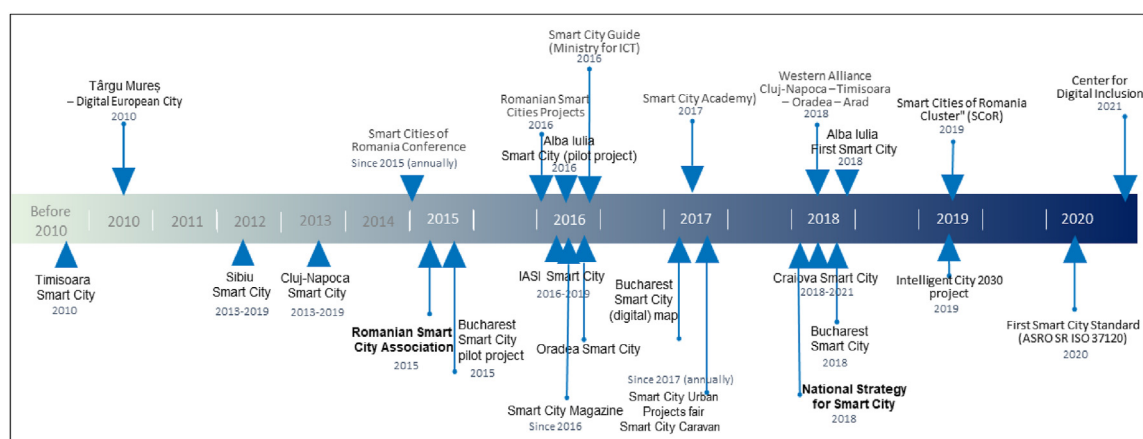 Smart City Guide
(Ministry for ICT)
2016
Târgu Mureș
– Digital European City
2010
Smart Cities of
Romania Conference
Since 2015 (annually)
Romanian Smart
Cities Projects
2016
Alba Iulia
Smart City (pilot project)
2016
Smart City Academy)
2017
Western Alliance
Cluj-Napoca – Timisoara
– Oradea – Arad
2018
Alba Iulia
First Smart City
2018
Smart Cities of Romania
Cluster" (SCoR)
2019
Center for
Digital Inclusion
2021
Before
2010
2010
2011
2012
2013
2014
2015
2016
2017
2018
2019
2020
Timisoara
Smart City
2010
Sibiu
Smart City
2013-2019
Cluj-Napoca
Smart City
2013-2019
Romanian Smart
City Association
2015
Bucharest
Smart City
pilot project
2015
IASI Smart City
2016-2019
Oradea Smart City
Smart City Magazine
Since 2016
Bucharest
Smart City
(digital) map
Since 2017 (annually)
Smart City Urban
Projects fair
Smart City Caravan
Craiova Smart City
2018-2021
Bucharest
Smart City
2018
National Strategy
for Smart City
2018
Intelligent City 2030
project
2019
First Smart City Standard
(ASRO SR ISO 37120)
2020